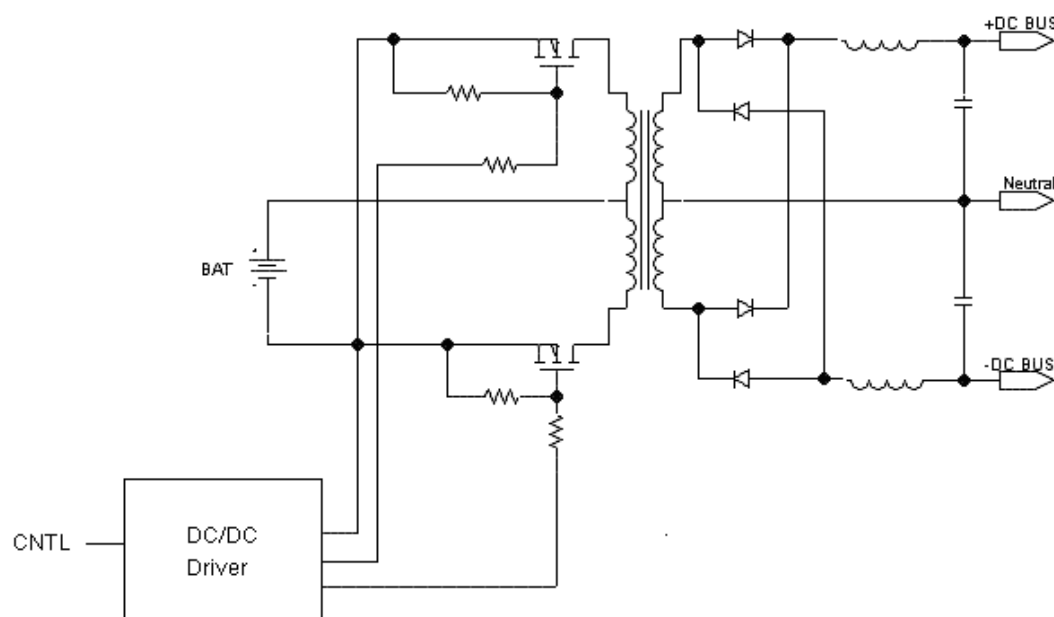 +DC BUS
Neutral
BAT
-DC BUS
CNTL
DC/DC
Driver